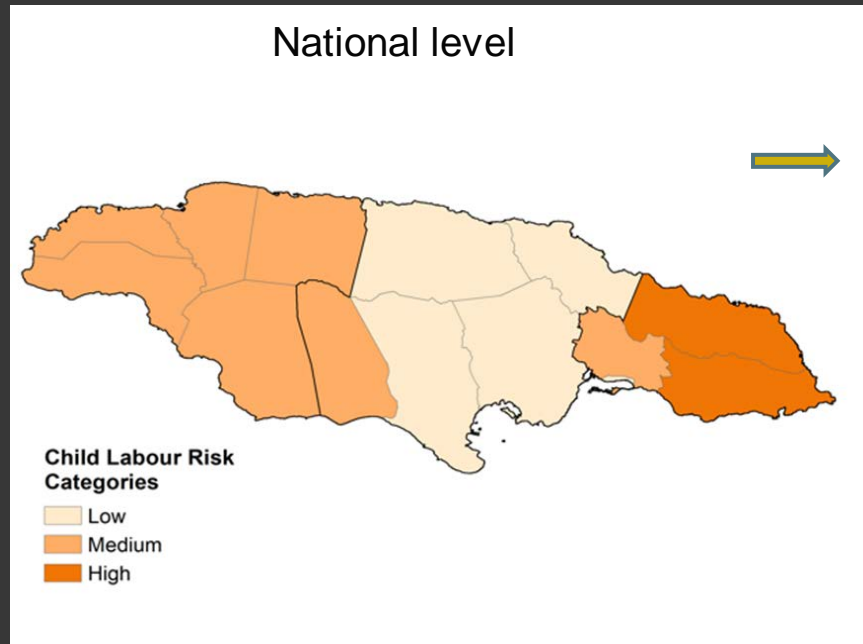 National level
Child Labour Risk
Categories
Low
Medium
High